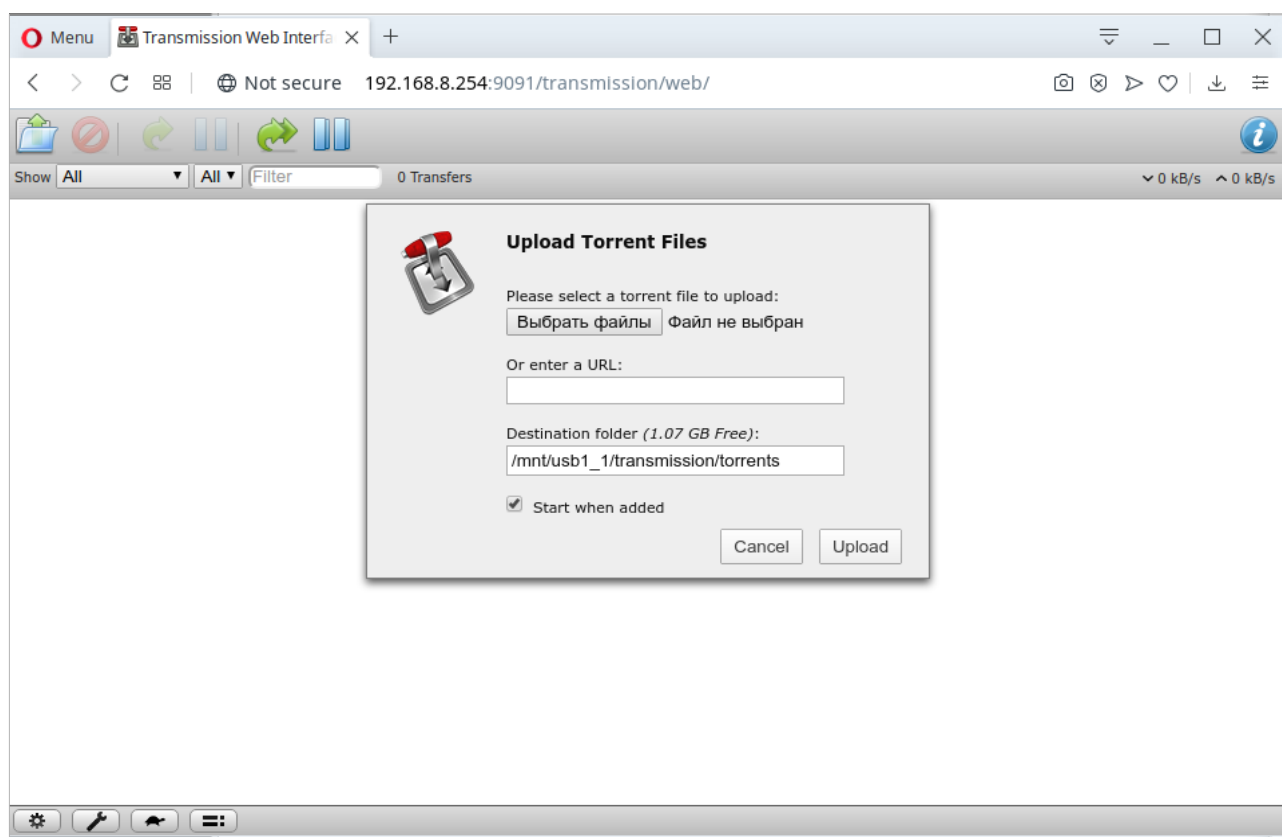 Menu
Transmission Web Interfa
Not secure 192.168.8.254:9091/transmission/web/
Show All All Filter 0 Transfers 0 kB/s 0 kB/s
Upload Torrent Files
Please select a torrent file to upload:
Выбрать файлы Файл не выбран
Or enter a URL:
Destination folder (1.07 GB Free):
/mnt/usb1_1/transmission/torrents
Start when added
Cancel Upload